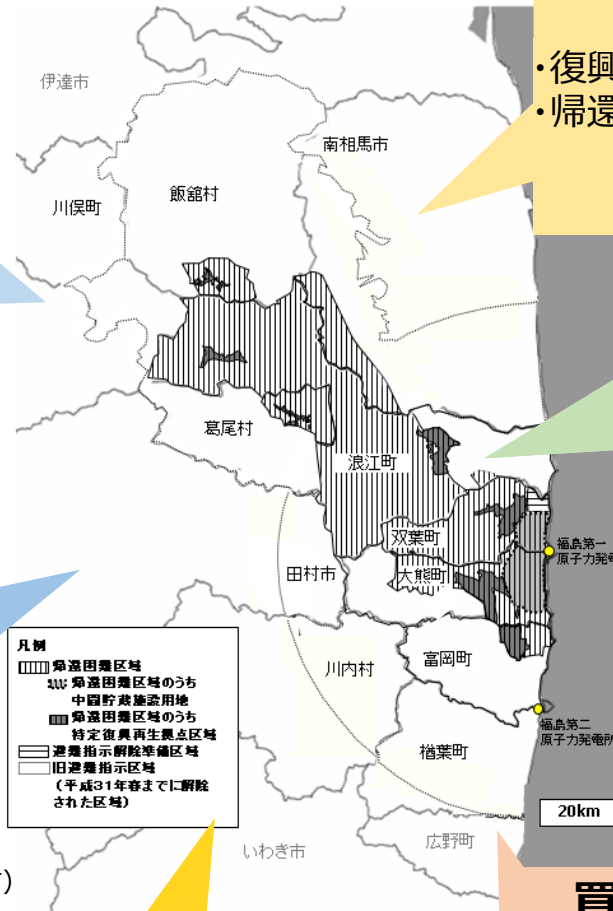 ・復興
・帰還
伊達市
南相馬市
飯舘村
川俣町
葛尾村
浪江町
双葉町
大熊町
福島第一
原子力発電
田村市
川内村
富岡町
福島第二
原子力発電所
楢葉町
凡例
帰還困難区域
帰還困難区域のうち
中間貯蔵施設用地
帰還困難区域のうち
特定復興再生拠点区域
避難指示解除準備区域
旧避難指示区域
(平成31年春までに解除
された区域)
20km
広野町
いわき市
)
買